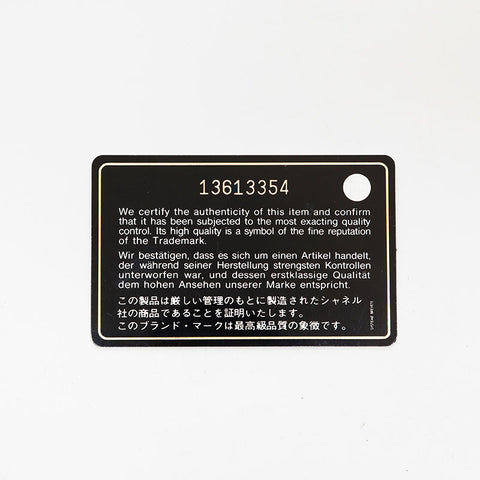 13613354
We certify the authenticity of this item and confirm
that it has been subjected to the most exacting quality
control. Its high quality is a symbol of the fine reputation
of the Trademark.
Wir bestätigen, dass es sich um einen Artikel handelt,
der während seiner Herstellung strengsten Kontrollen
unterworfen war, und dessen erstklassige Qualität
dem hohen Ansehen unserer Marke entspricht.
この製品は厳しい管理のもとに製造されたシャネル
社の商品であることを証明いたします。
このブランド・マークは最高級品質の象徴です。